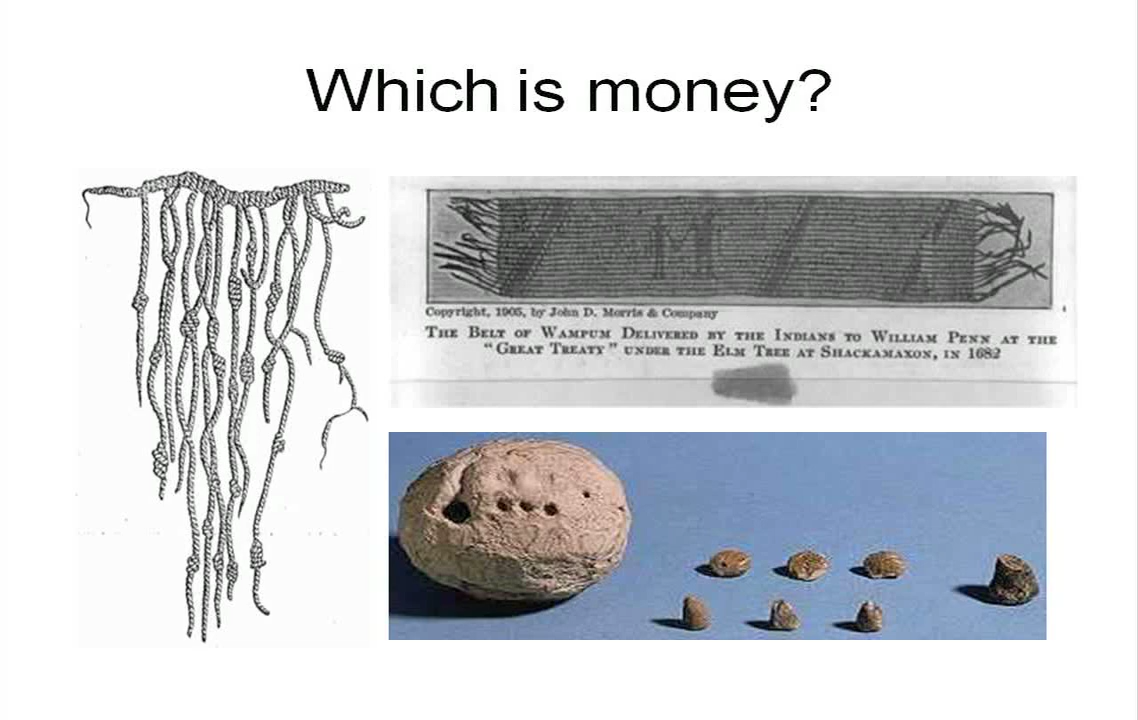 Which is money?
Copyright, 1905, by John D. Morris & Company
THE BELT OF WAMPUM DELIVERED BY THE INDIANS TO WILLIAM PENN AT THE
"GREAT TREATY" UNDER THE ELM TREE AT SHACKAMAXON, IN 1682